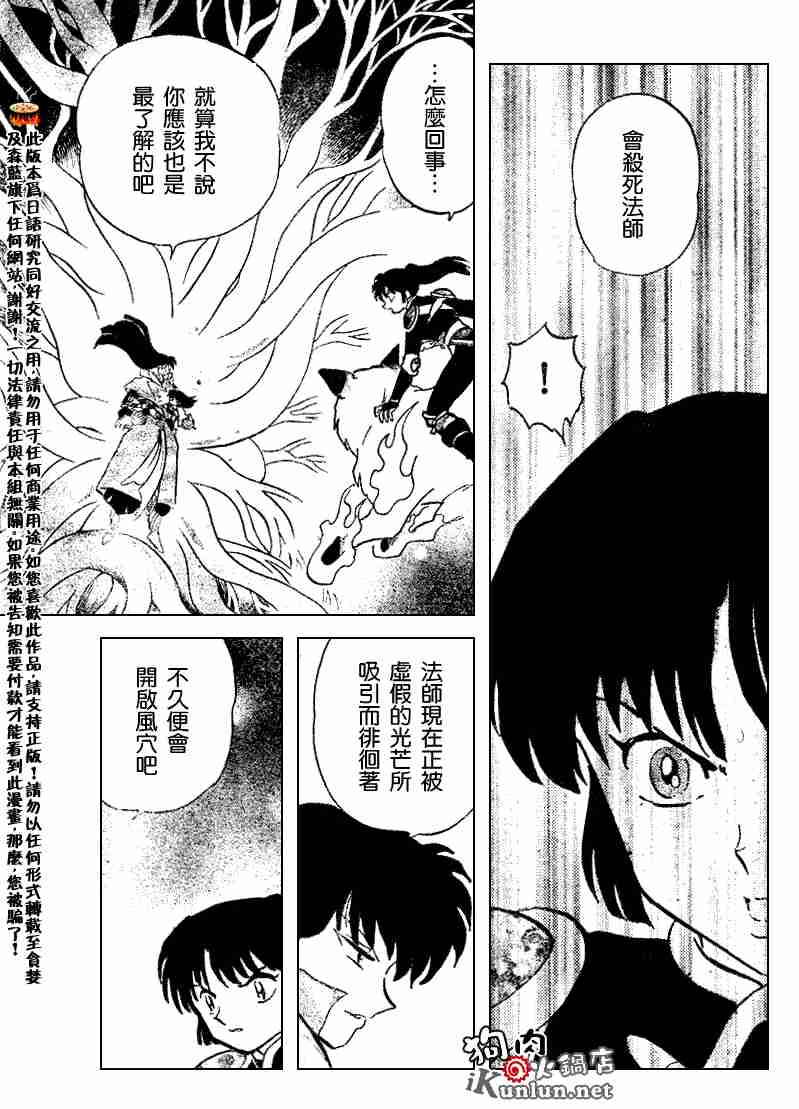 會殺死法師
！
…怎麼回事…
就算我不說
你應該也是
最了解的吧
法師現在正被
虛假的光芒所
吸引而徘徊著
不久便會
開啟風穴吧
此版本爲日語研究同好交流之用，請勿用于任何商業用途。如您喜歡此作品，請支持正版！請勿以任何形式轉載至貪婪
及森藍旗下任何網站，謝謝！一切法律責任與本組無關。如果您被告知需要付款才能看到此漫畫，那麼，您被騙了！
狗肉火鍋店
iKunlun.net